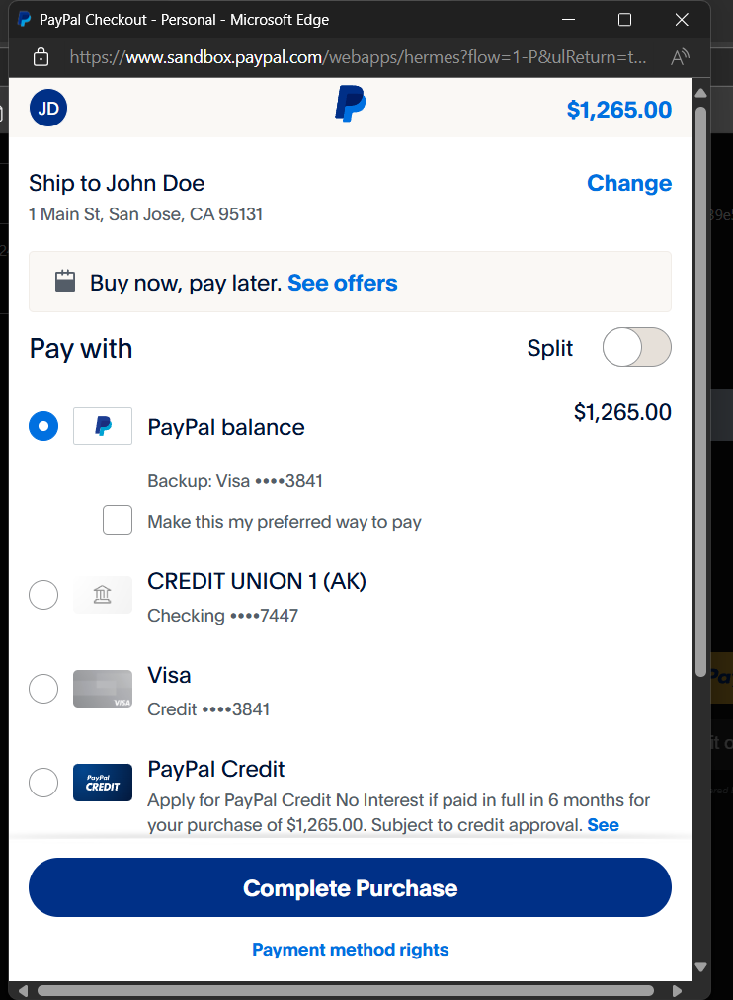 PayPal Checkout - Personal - Microsoft Edge
https://www.sandbox.paypal.com/webapps/hermes?flow=1-P&ulReturn=t...
JD
$1,265.00
Ship to John Doe
Change
1 Main St, San Jose, CA 95131
Buy now, pay later. See offers
Pay with
Split
PayPal balance
$1,265.00
Backup: Visa ••••3841
Make this my preferred way to pay
CREDIT UNION 1 (AK)
Checking ••••7447
VISA
Visa
Credit ••••3841
PayPal
CREDIT
PayPal Credit
Apply for PayPal Credit No Interest if paid in full in 6 months for
your purchase of $1,265.00. Subject to credit approval. See
Complete Purchase
Payment method rights